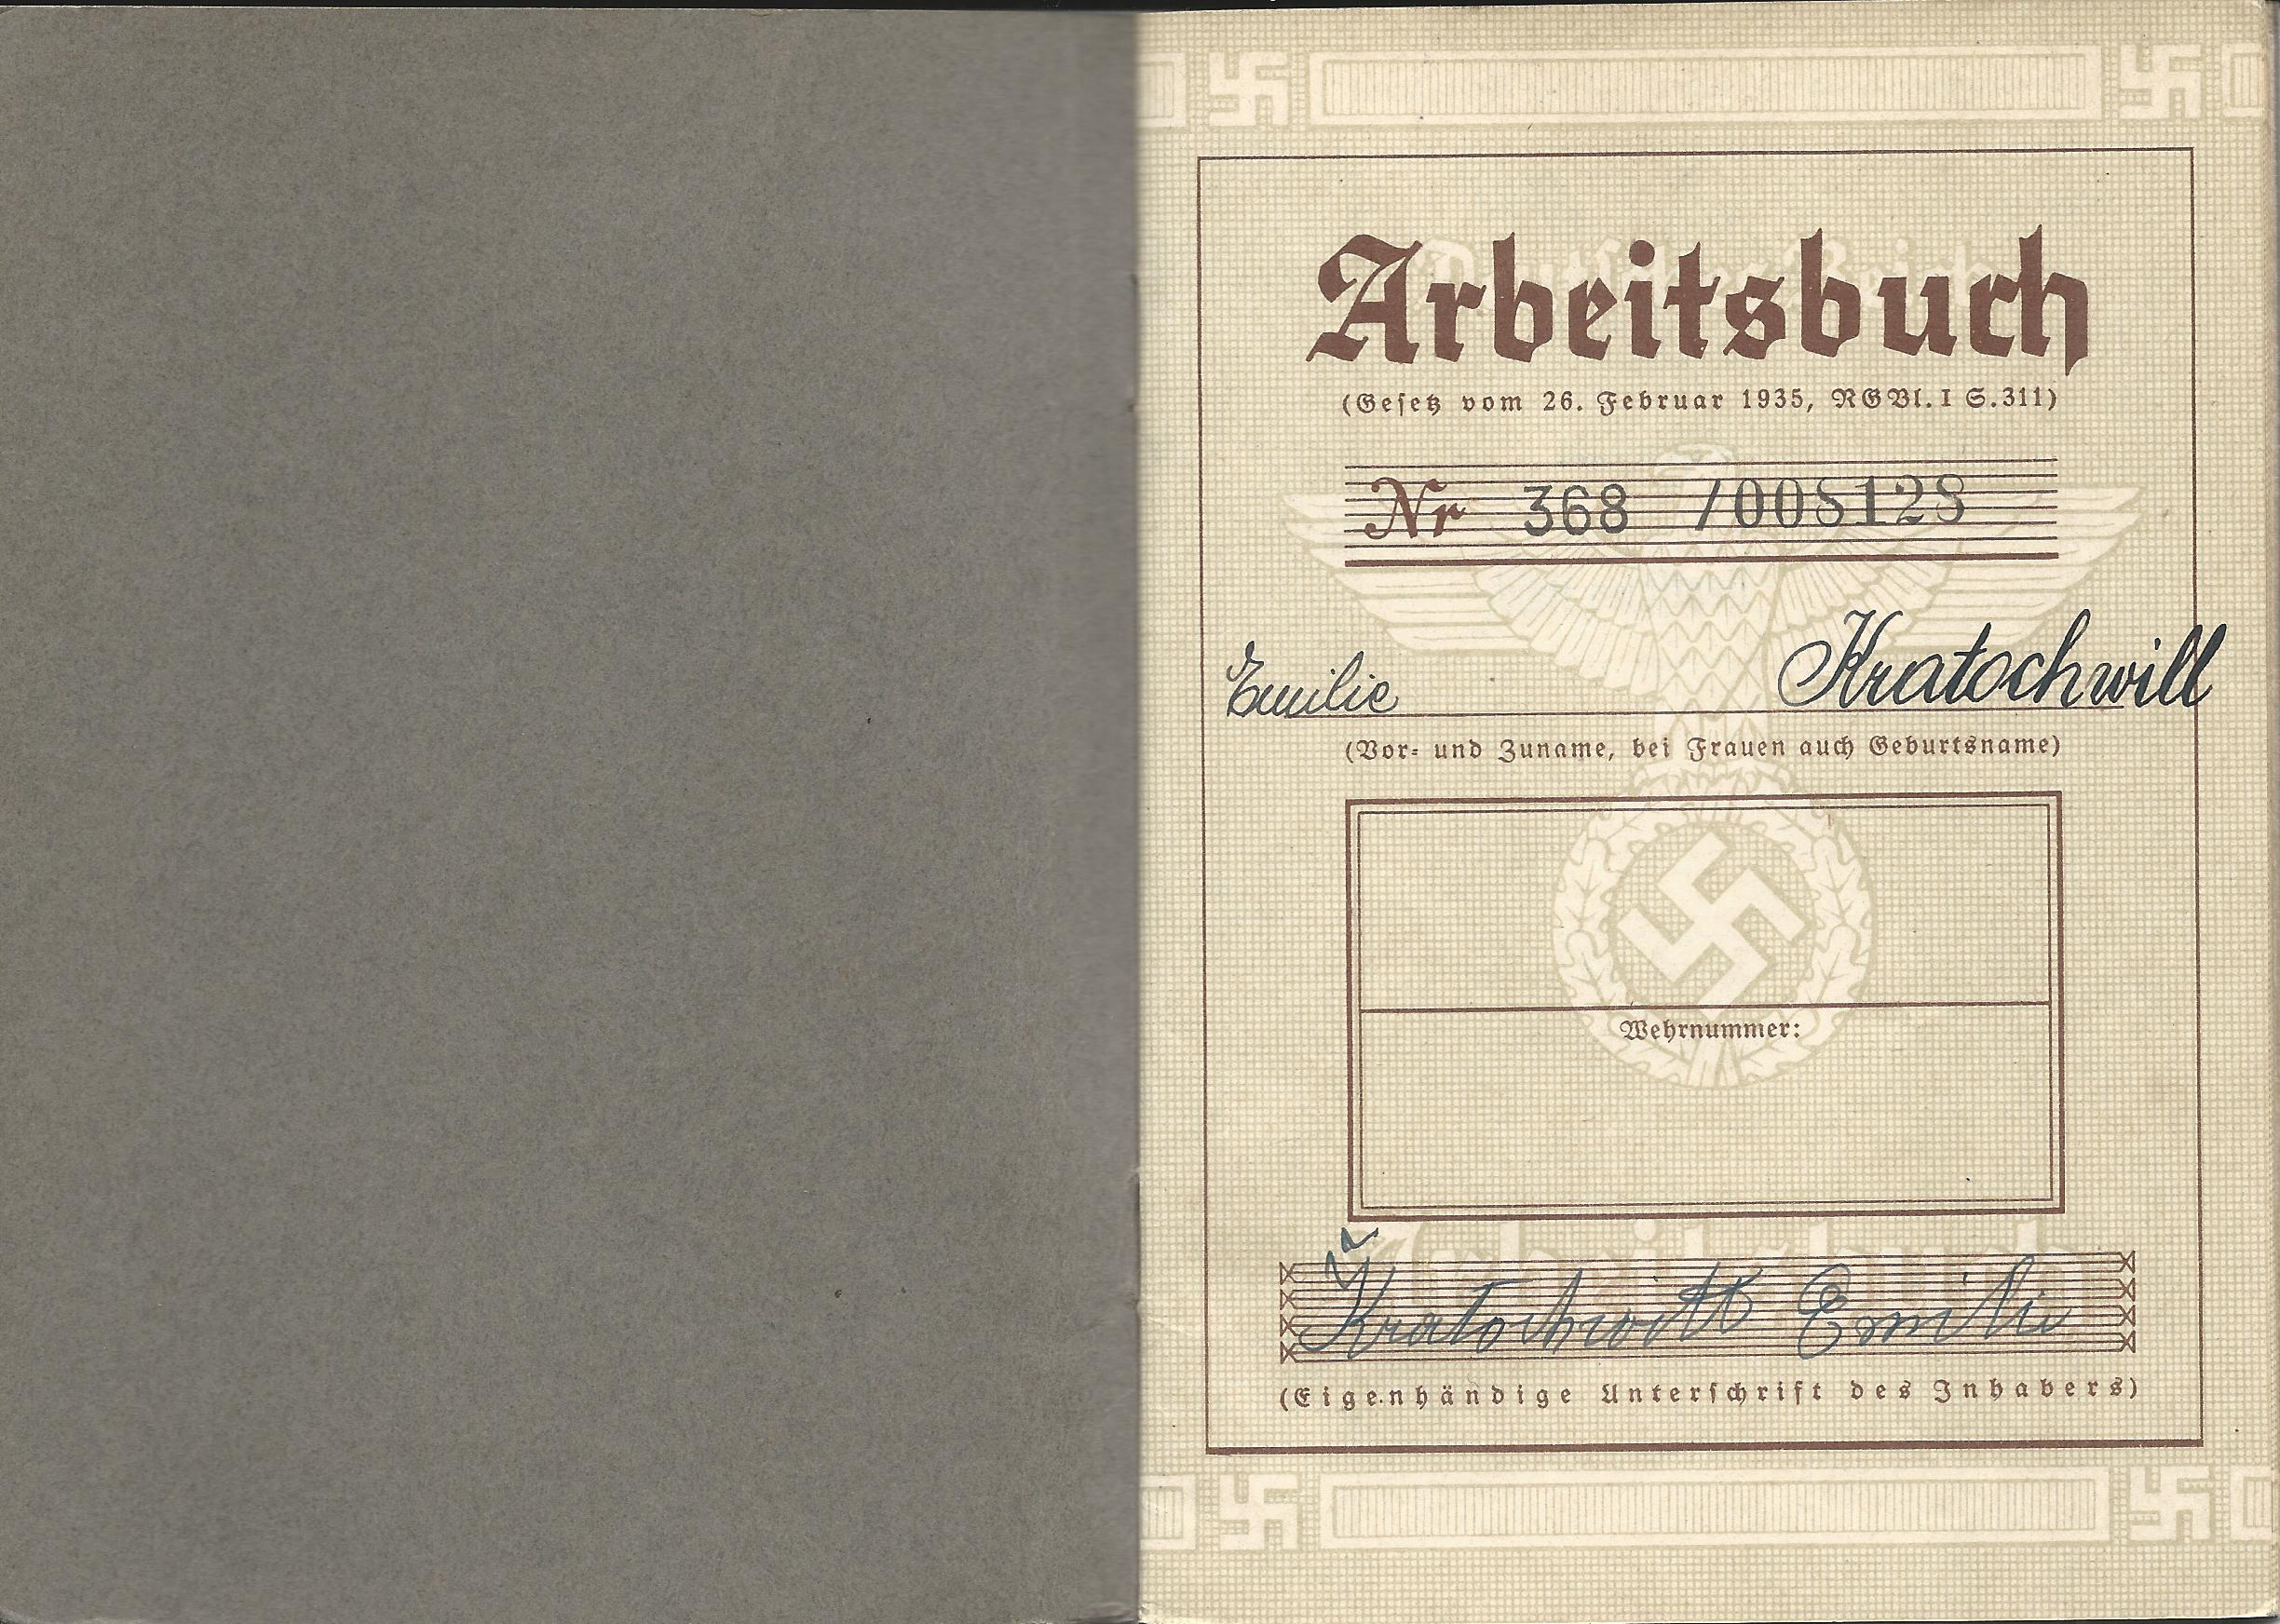 Arbeitsbuch
(Gesetz vom 26. Februar 1935, RGBl. I S. 311)
Nr 368 /008128
Emilie Kratochwill
(Vor- und Zuname, bei Frauen auch Geburtsname)
Wehrnummer:
Kratochwill Emilie
(Eigenhändige Unterschrift des Inhabers)